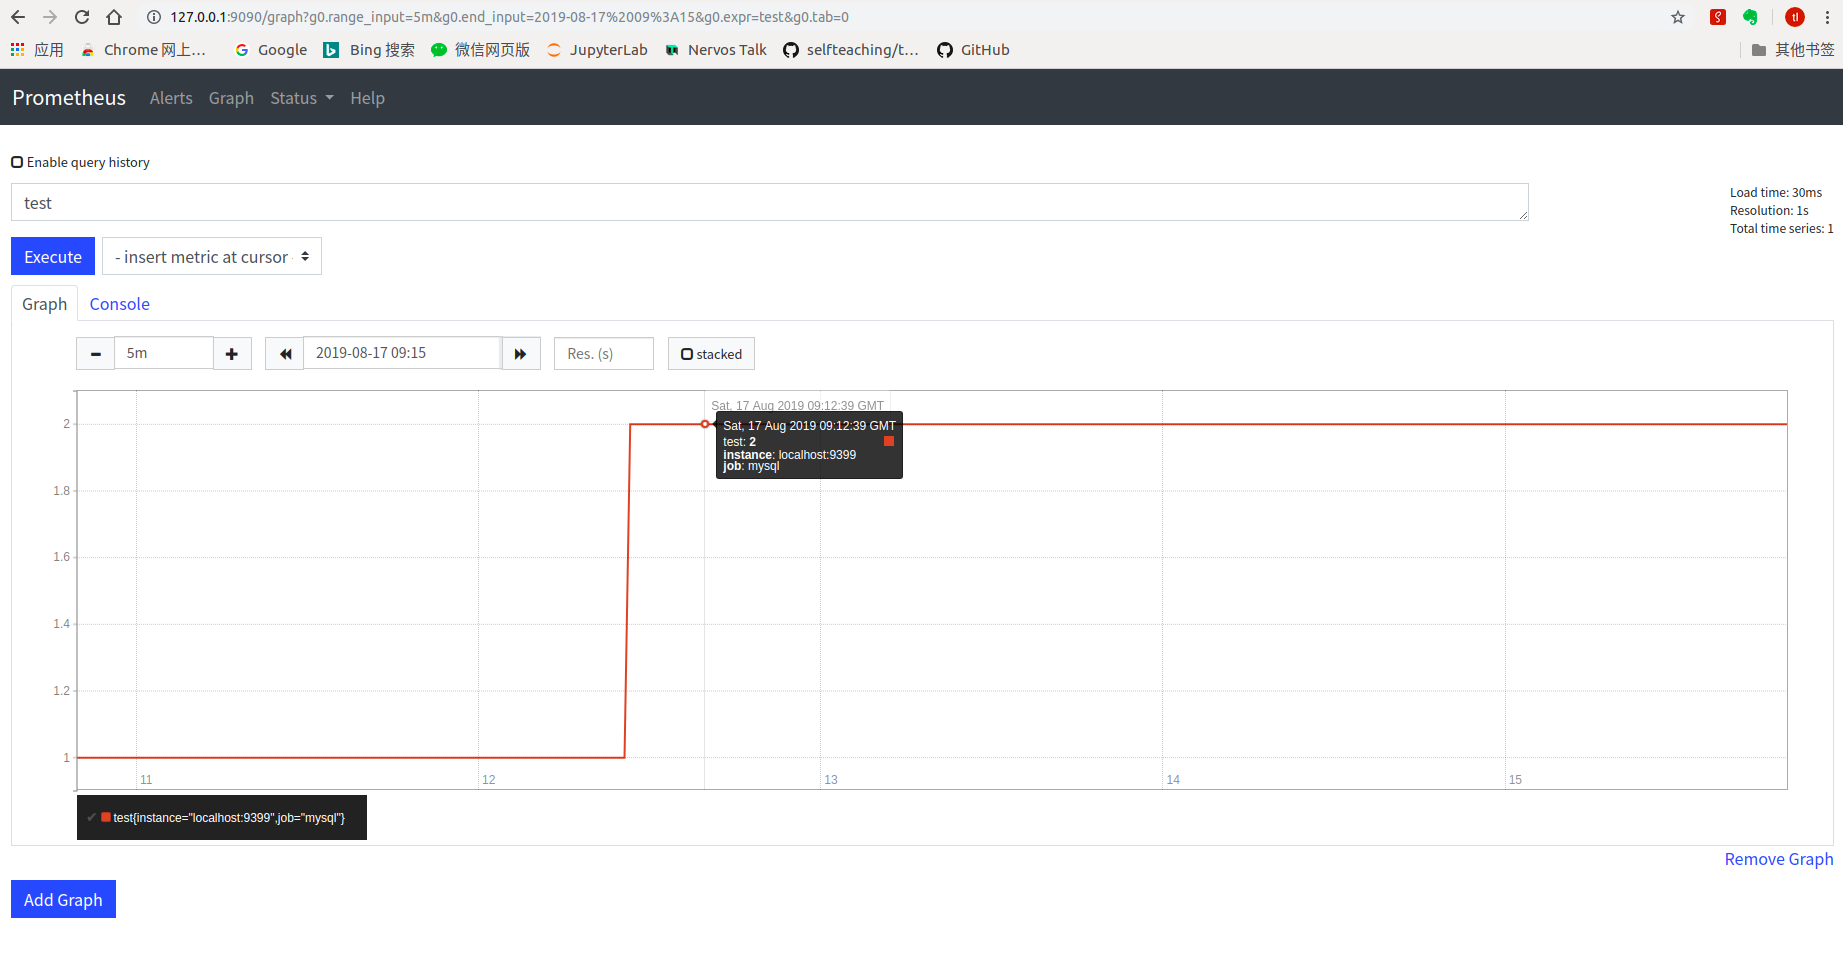 127.0.0.1:9090/graph?g0.range_input=5m&g0.end_input=2019-08-17%2009%3A15&g0.expr=test&g0.tab=0
tl
应用 Chrome 网上… Google Bing 搜索 微信网页版 JupyterLab Nervos Talk selfteaching/t… GitHub 其他书签
Prometheus Alerts Graph Status Help
Enable query history
test
Load time: 30ms
Resolution: 1s
Total time series: 1
Execute - insert metric at cursor
Graph Console
5m 2019-08-17 09:15 Res. (s) stacked
Sat, 17 Aug 2019 09:12:39 GMT
Sat, 17 Aug 2019 09:12:39 GMT
test: 2
instance: localhost:9399
job: mysql
2
1.8
1.6
1.4
1.2
1
11 12 13 14 15
test{instance="localhost:9399",job="mysql"}
Remove Graph
Add Graph